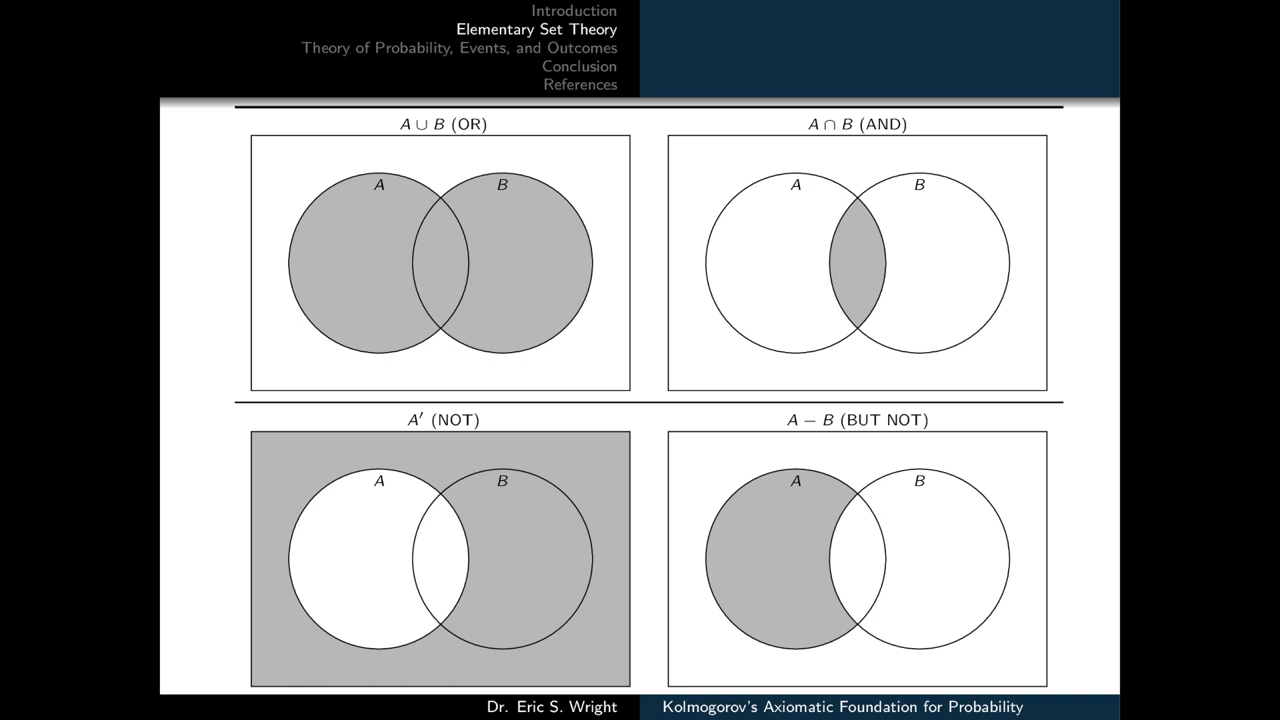 Introduction
Elementary Set Theory
Theory of Probability, Events, and Outcomes
Conclusion
References
A ∪ B (OR)
A B
A ∩ B (AND)
A B
A′ (NOT)
A B
A − B (BUT NOT)
A B
Dr. Eric S. Wright
Kolmogorov's Axiomatic Foundation for Probability